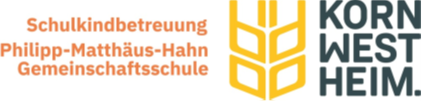 Schulkindbetreuung
Philipp-Matthäus-Hahn
Gemeinschaftsschule
KORN
WEST
HEIM.